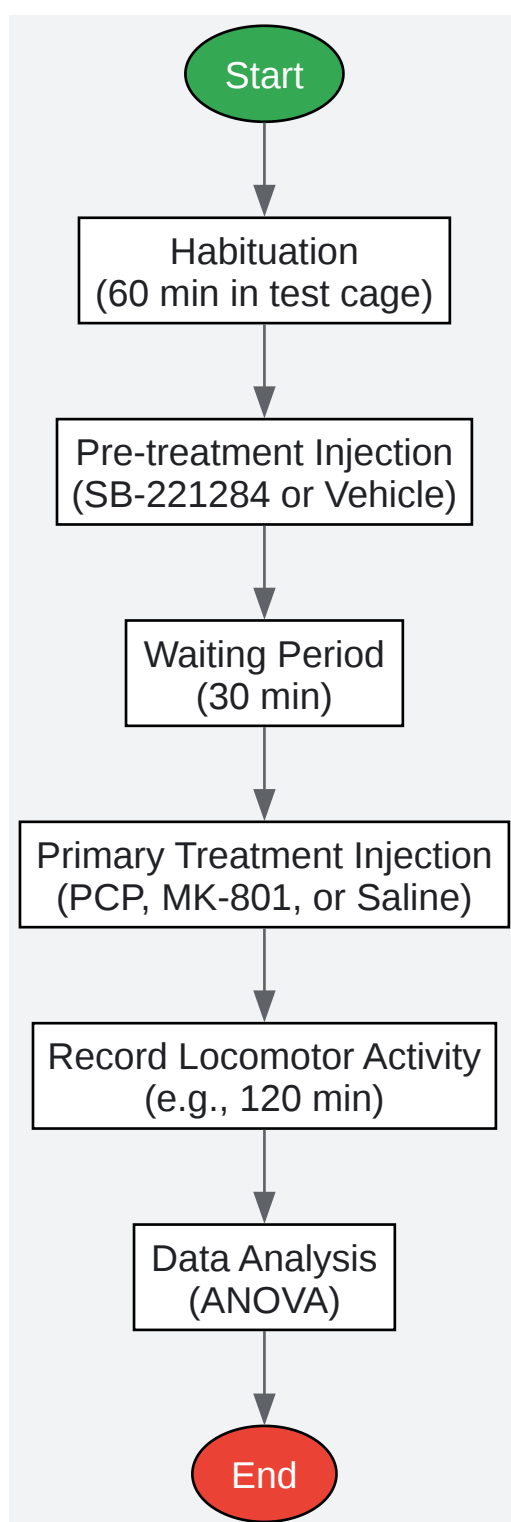 Start
Habituation
(60 min in test cage)
Pre-treatment Injection
(SB-221284 or Vehicle)
Waiting Period
(30 min)
Primary Treatment Injection
(PCP, MK-801, or Saline)
Record Locomotor Activity
(e.g., 120 min)
Data Analysis
(ANOVA)
End